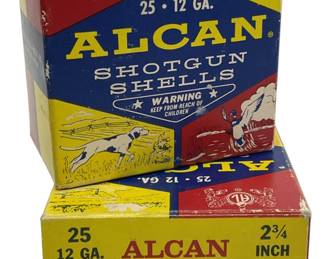 25 • 12 GA.
ALCAN®
SHOTGUN
SHELLS
WARNING
KEEP FROM REACH OF
CHILDREN
ALCAN
25 • 12 GA.
25
12 GA.
ALCAN
2¾
INCH